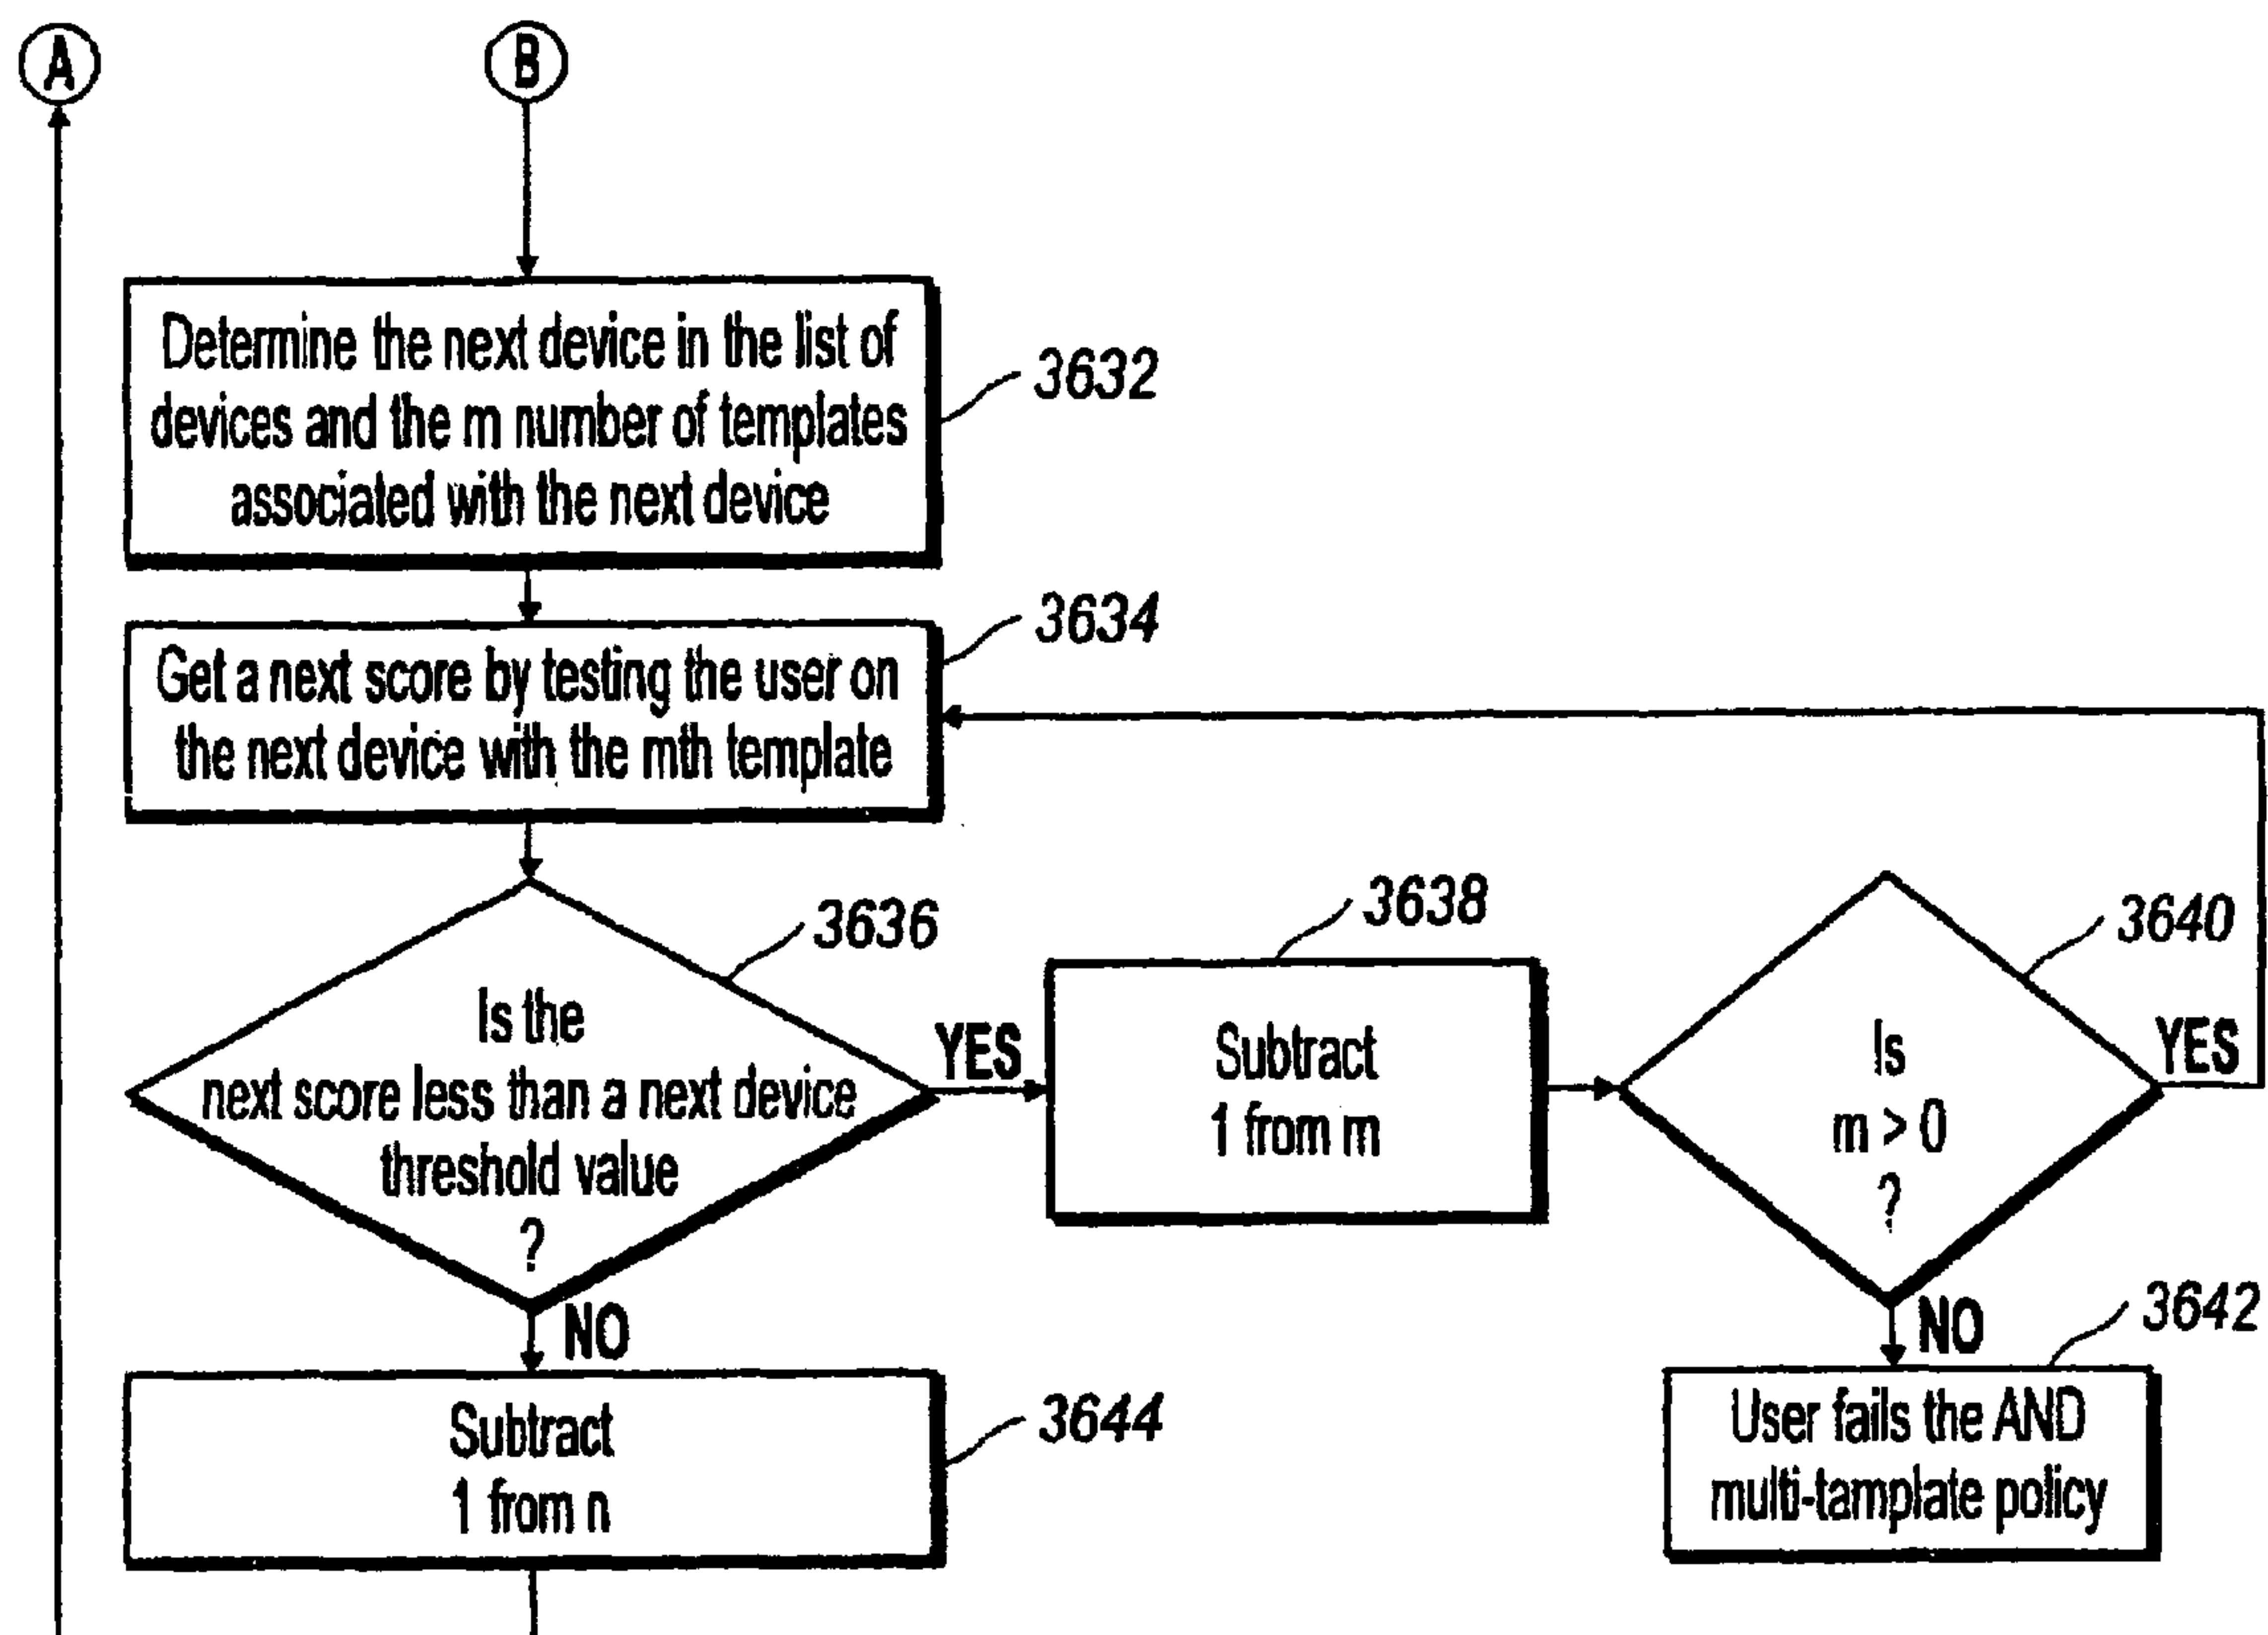 A
B
Determine the next device in the list of
devices and the m number of templates
associated with the next device
3632
Get a next score by testing the user on
the next device with the mth template
3634
Is the
next score less than a next device
threshold value
?
3636
YES
NO
Subtract
1 from m
3638
Is
m > 0
?
3640
YES
NO
Subtract
1 from n
3644
User fails the AND
multi-tamplate policy
3642